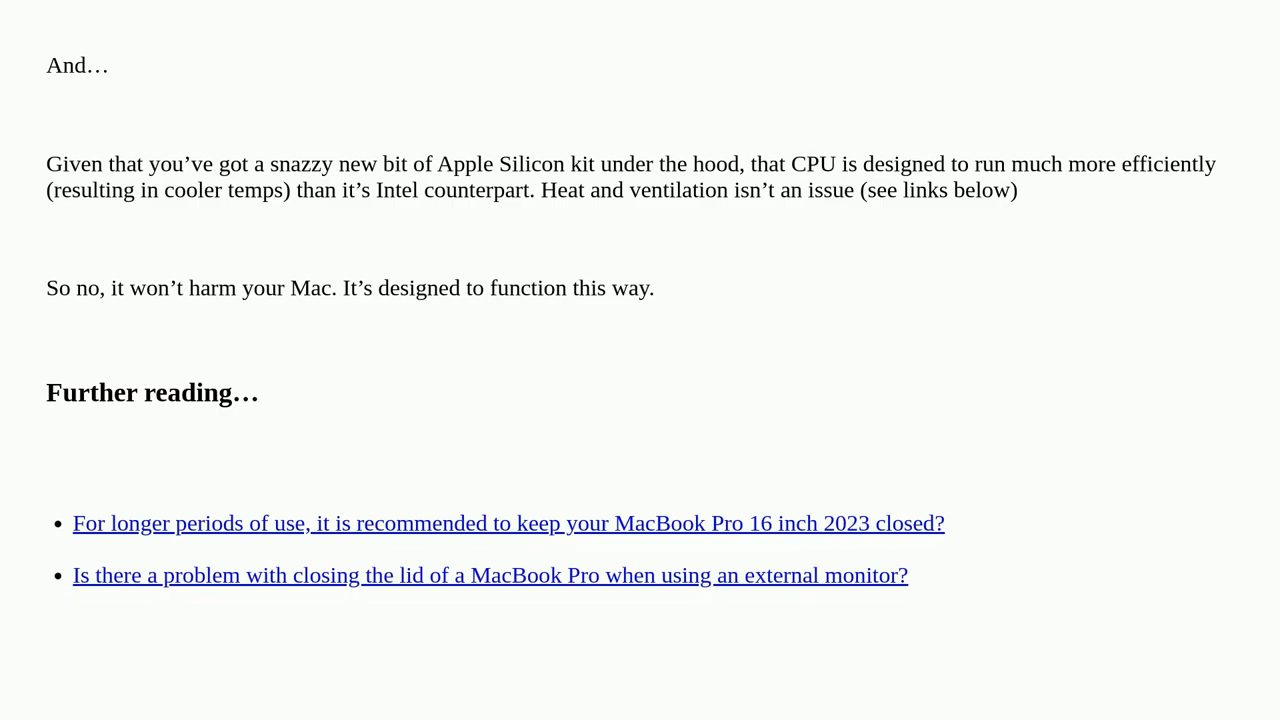 And…
Given that you’ve got a snazzy new bit of Apple Silicon kit under the hood, that CPU is designed to run much more efficiently
(resulting in cooler temps) than it’s Intel counterpart. Heat and ventilation isn’t an issue (see links below)
So no, it won’t harm your Mac. It’s designed to function this way.
Further reading…
• For longer periods of use, it is recommended to keep your MacBook Pro 16 inch 2023 closed?
• Is there a problem with closing the lid of a MacBook Pro when using an external monitor?